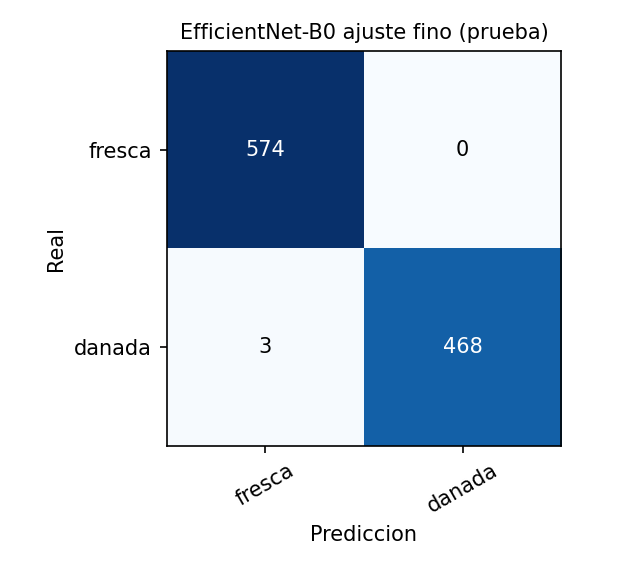 EfficientNet-B0 ajuste fino (prueba)
fresca
574
0
Real
danada
3
468
fresca
danada
Prediccion